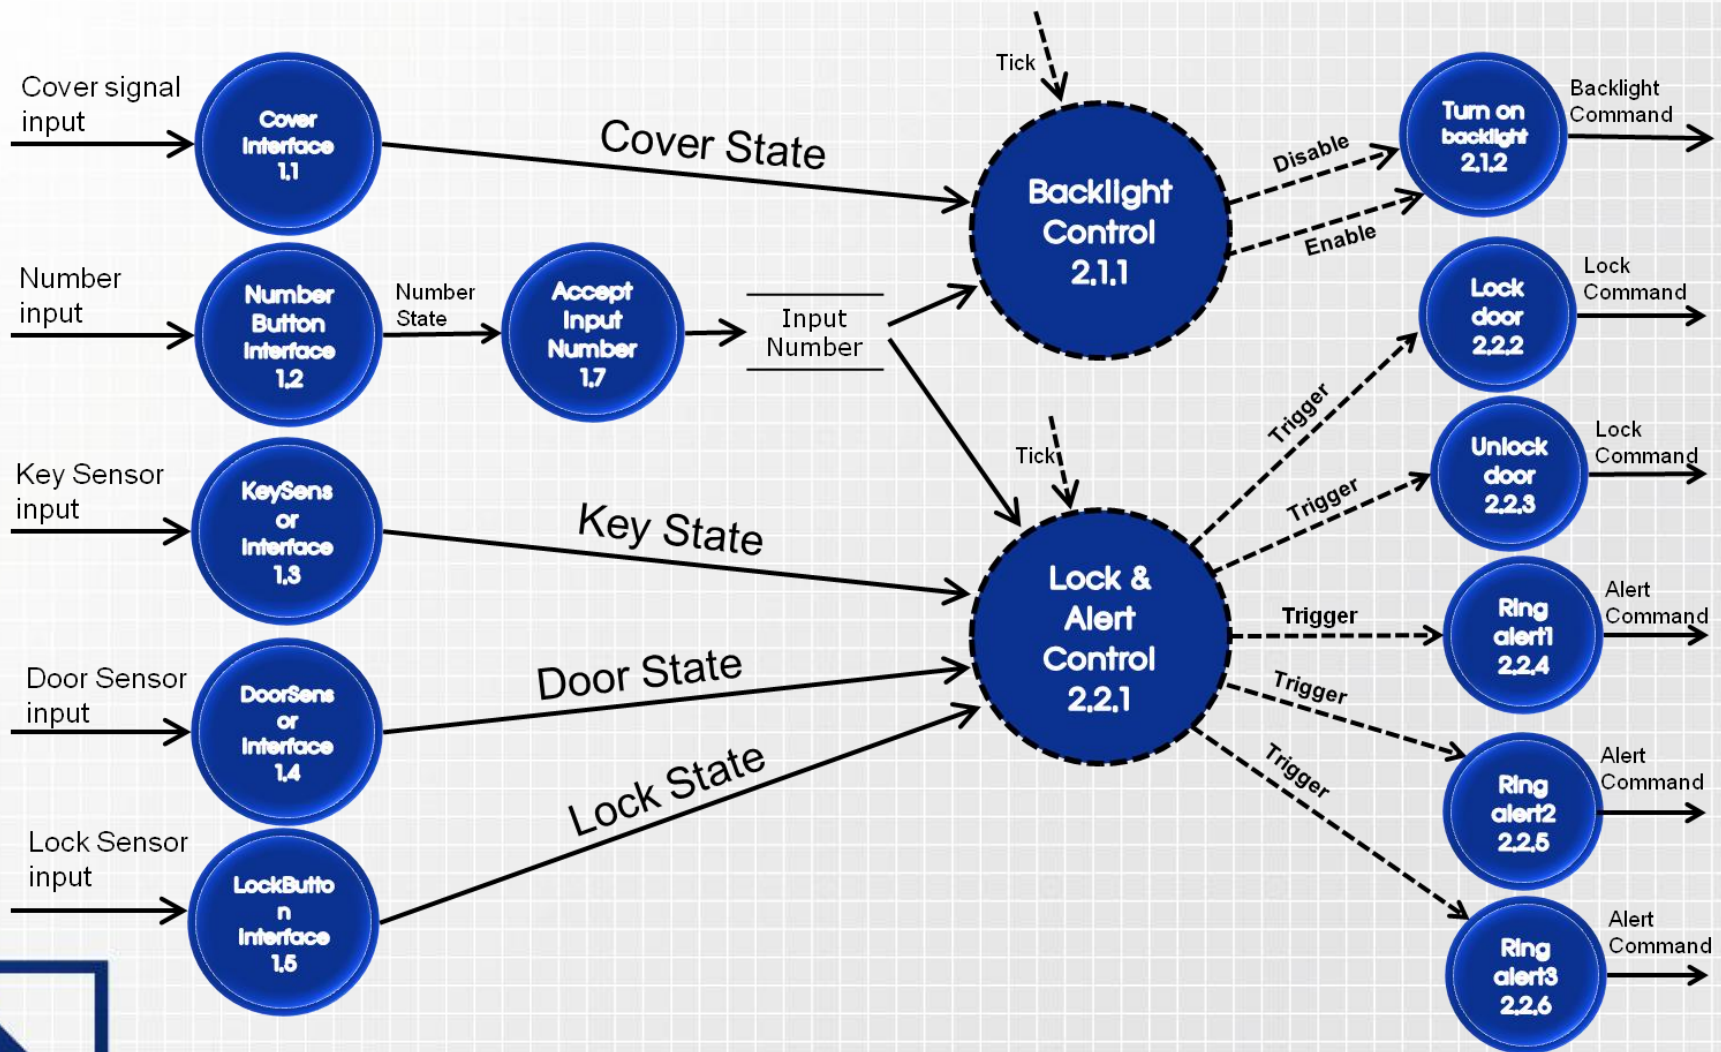 Cover signal
input
Cover
Interface
1.1
Cover State
Tick
Backlight
Control
2.1.1
Disable
Enable
Turn on
backlight
2.1.2
Backlight
Command
Number
input
Number
Button
Interface
1.2
Number
State
Accept
Input
Number
1.7
Input
Number
Lock
door
2.2.2
Lock
Command
Trigger
Key Sensor
input
KeySens
or
Interface
1.3
Key State
Tick
Lock &
Alert
Control
2.2.1
Trigger
Unlock
door
2.2.3
Lock
Command
Trigger
Ring
alert1
2.2.4
Alert
Command
Door Sensor
input
DoorSens
or
Interface
1.4
Door State
Trigger
Ring
alert2
2.2.5
Alert
Command
Lock Sensor
input
LockButto
n
Interface
1.5
Lock State
Trigger
Ring
alert3
2.2.6
Alert
Command